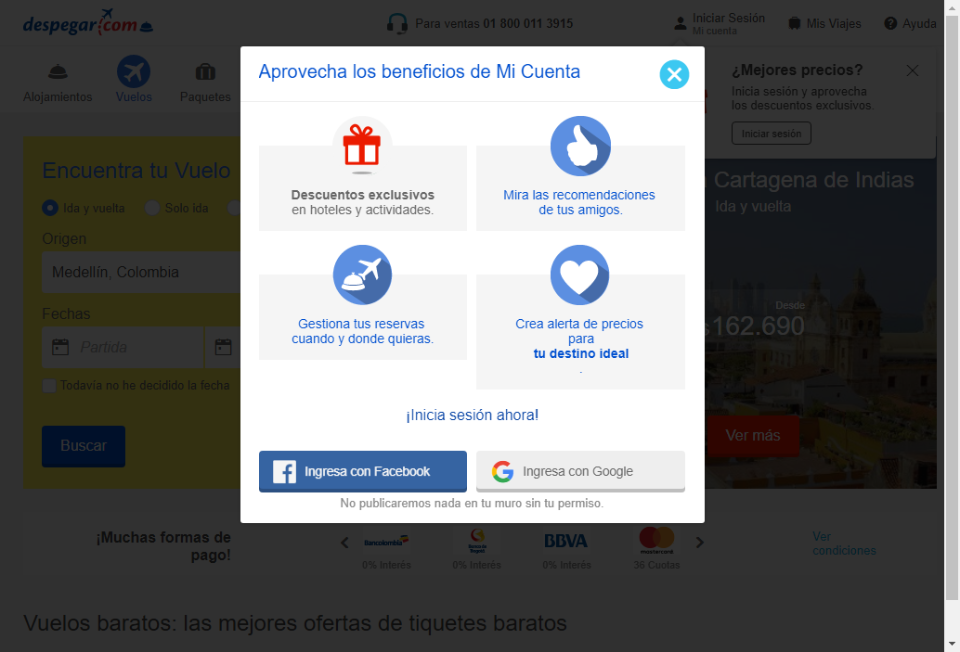 despegar.com
Para ventas 01 800 011 3915
Iniciar Sesión
Mi cuenta
Mis Viajes
Ayuda
Alojamientos
Vuelos
Paquetes
¿Mejores precios?
Inicia sesión y aprovecha
los descuentos exclusivos.
Iniciar sesión
Aprovecha los beneficios de Mi Cuenta
Descuentos exclusivos
en hoteles y actividades.
Mira las recomendaciones
de tus amigos.
Gestiona tus reservas
cuando y donde quieras.
Crea alerta de precios
para
tu destino ideal
.
¡Inicia sesión ahora!
Ingresa con Facebook
Ingresa con Google
No publicaremos nada en tu muro sin tu permiso.
Encuentra tu Vuelo
Ida y vuelta
Solo ida
Origen
Medellín, Colombia
Fechas
Partida
Todavía no he decidido la fecha
Buscar
Cartagena de Indias
Ida y vuelta
Desde
162.690
Ver más
¡Muchas formas de
pago!
Bancolombia
0% Interés
Banco de Bogotá
0% Interés
BBVA
0% Interés
mastercard
36 Cuotas
Ver
condiciones
Vuelos baratos: las mejores ofertas de tiquetes baratos